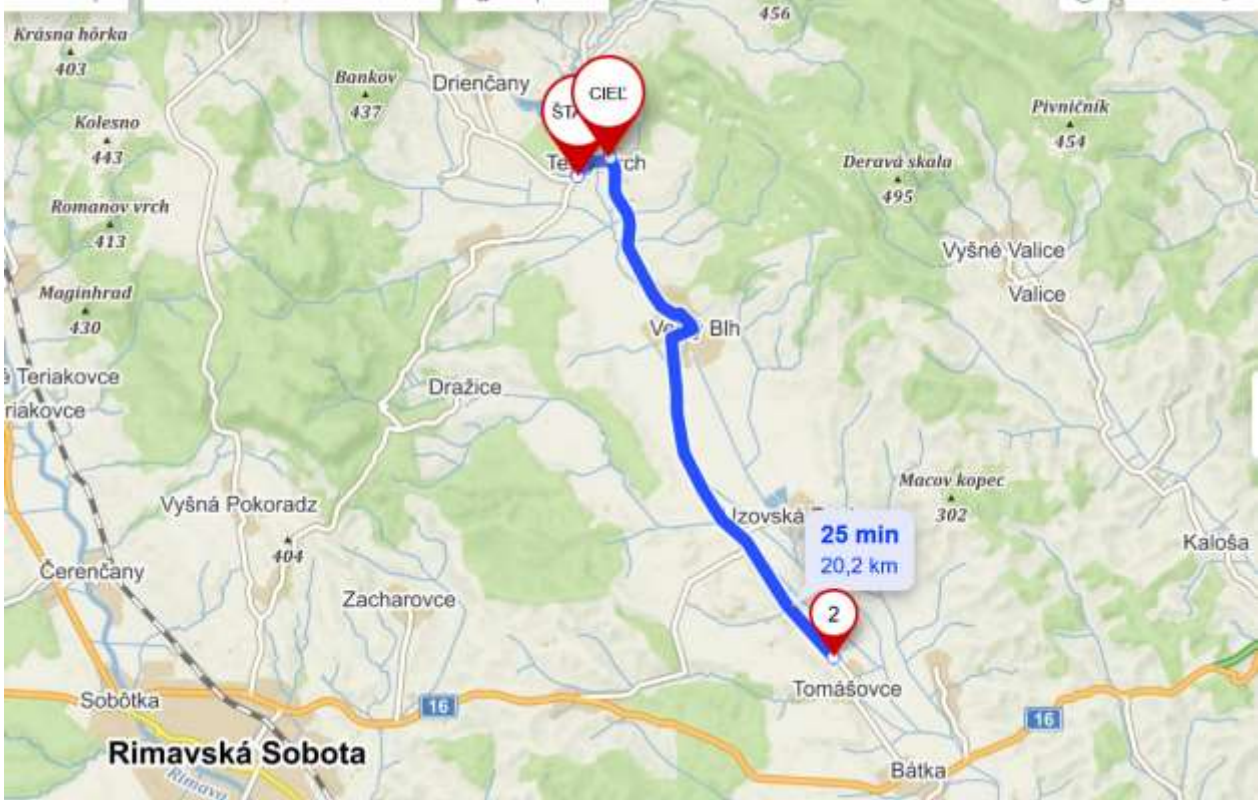 456
Krásna hôrka
403
Bankov
437
Drienčany
CIEĽ
Pivničník
454
Kolesno
443
Deravá skala
495
Romanov vrch
413
Vyšné Valice
Valice
Maginhrad
430
Blh
Teriakovce
Dražice
Macov kopec
302
Vyšná Pokoradz
404
25 min
20,2 km
Kaloša
Čerenčany
Zacharovce
2
Tomášovce
Sobôtka
16
16
Rimavská Sobota
Rimava
Bátka